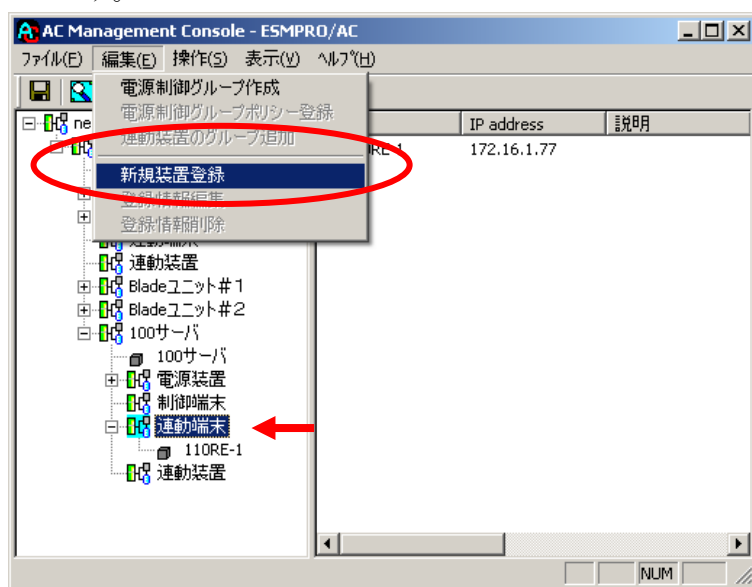 AC Management Console - ESMPRO/AC
ファイル(F) 編集(E) 操作(S) 表示(V) ヘルプ(H)
電源制御グループ作成
電源制御グループポリシー登録
連動装置のグループ追加
新規装置登録
登録情報編集
登録情報削除
ne
IP address 説明
RE-1 172.16.1.77
連動端末
連動装置
Bladeユニット#1
Bladeユニット#2
100サーバ
100サーバ
電源装置
制御端末
連動端末
110RE-1
連動装置
NUM